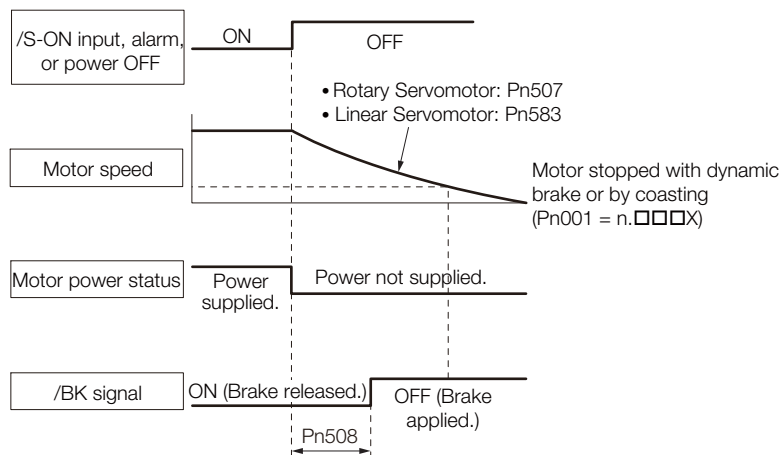 /S-ON input, alarm,
or power OFF
ON
OFF
• Rotary Servomotor: Pn507
• Linear Servomotor: Pn583
Motor speed
Motor stopped with dynamic
brake or by coasting
(Pn001 = n.□□□X)
Motor power status
Power
supplied.
Power not supplied.
/BK signal
ON (Brake released.)
OFF (Brake
applied.)
Pn508